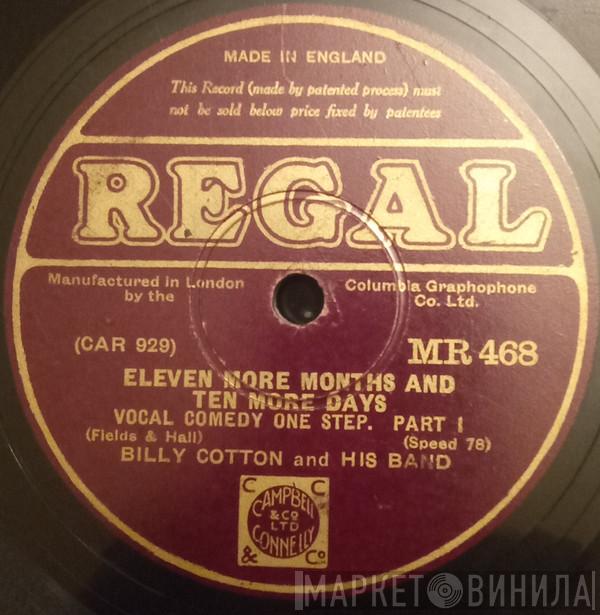 MADE IN ENGLAND
This Record (made by patented process) must
not be sold below price fixed by patentees
REGAL
Manufactured in London
by the
Columbia Graphophone
Co. Ltd.
(CAR 929)
MR 468
ELEVEN MORE MONTHS AND
TEN MORE DAYS
VOCAL COMEDY ONE STEP. PART 1
(Fields & Hall)
(Speed 78)
BILLY COTTON and HIS BAND
C C
CAMPBELL
& CO
LTD
CONNELLY
& Co
МАРКЕТ ВИНИЛА